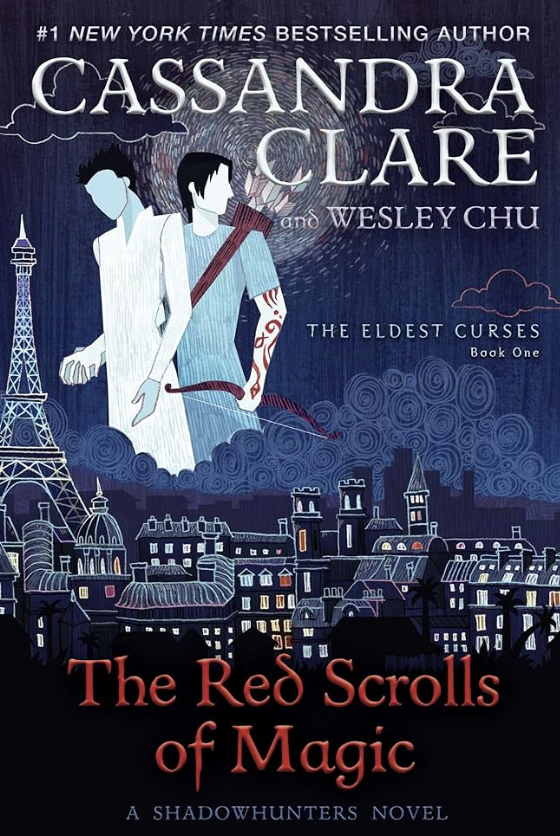 #1 NEW YORK TIMES BESTSELLING AUTHOR
CASSANDRA
CLARE
and WESLEY CHU
THE ELDEST CURSES
Book One
The Red Scrolls
of Magic
A SHADOWHUNTERS NOVEL